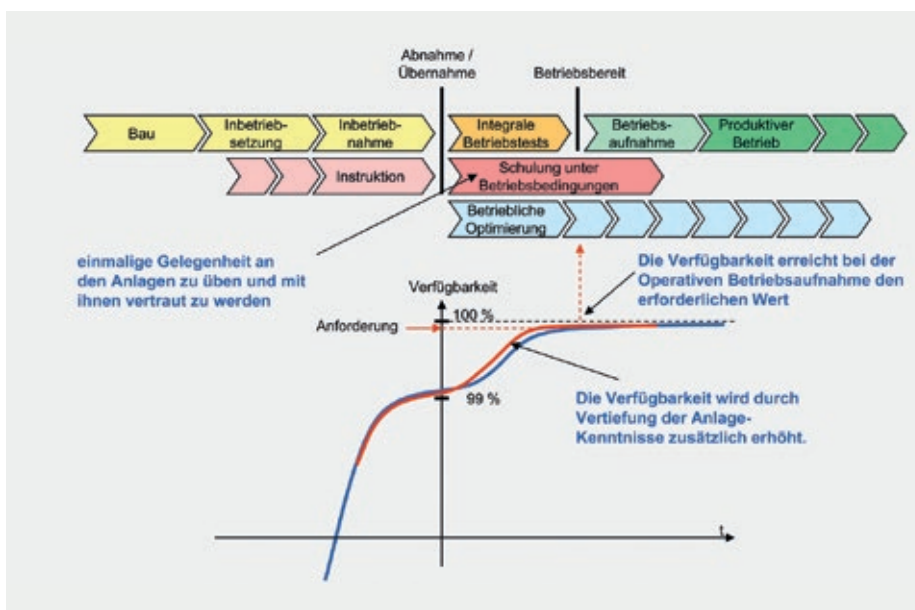 Abnahme /
Übernahme
Betriebsbereit
Bau
Inbetrieb-
setzung
Inbetrieb-
nahme
Integrale
Betriebstests
Betriebs-
aufnahme
Produktiver
Betrieb
Instruktion
Schulung unter
Betriebsbedingungen
Betriebliche
Optimierung
einmalige Gelegenheit an
den Anlagen zu üben und mit
ihnen vertraut zu werden
Die Verfügbarkeit erreicht bei der
Operativen Betriebsaufnahme den
erforderlichen Wert
Verfügbarkeit
100 %
Anforderung
99 %
Die Verfügbarkeit wird durch
Vertiefung der Anlage-
Kenntnisse zusätzlich erhöht.
t